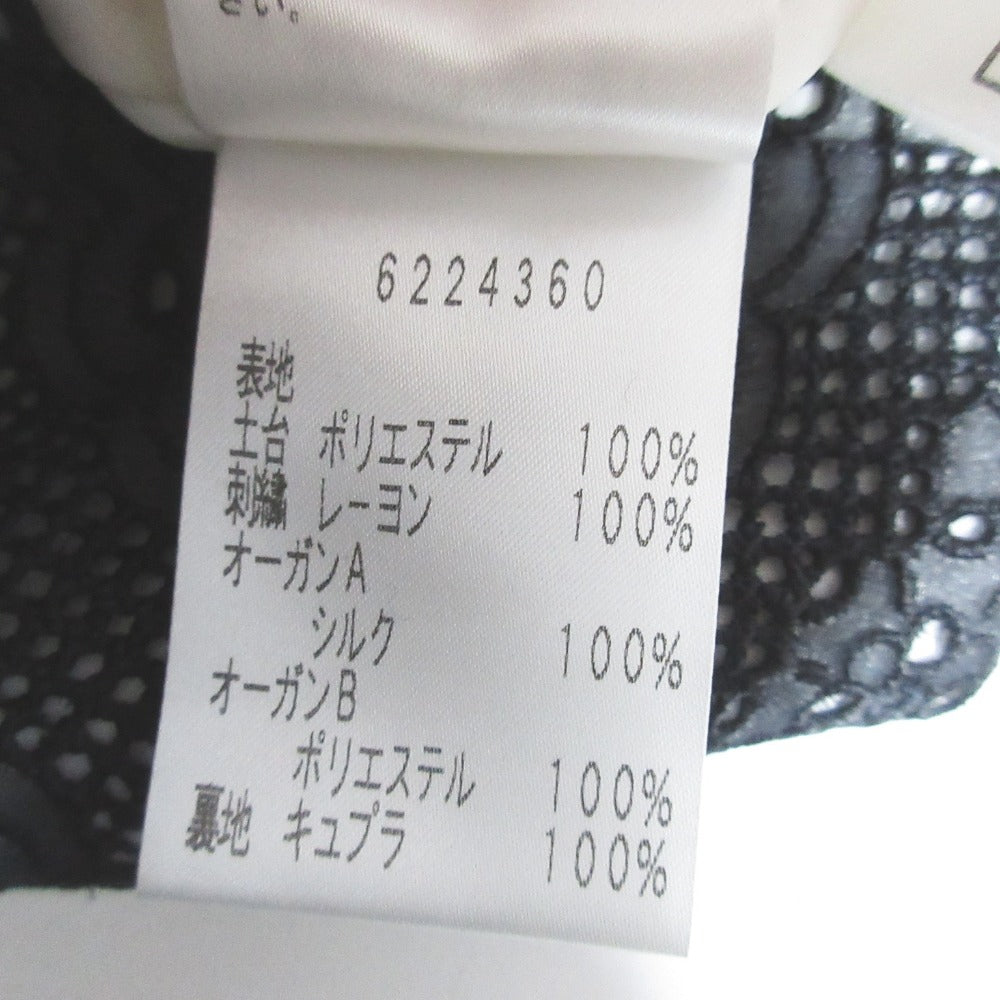 さい。
6224360
表地
土台 ポリエステル 100%
刺繍 レーヨン 100%
オーガンA
シルク 100%
オーガンB
ポリエステル 100%
裏地 キュプラ 100%